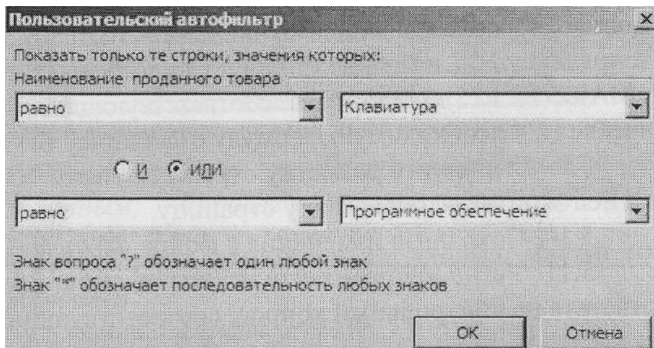 Пользовательский автофильтр
Показать только те строки, значения которых:
Наименование проданного товара
равно Клавиатура
И ИЛИ
равно Программное обеспечение
Знак вопроса "?" обозначает один любой знак
Знак "*" обозначает последовательность любых знаков
ОК Отмена